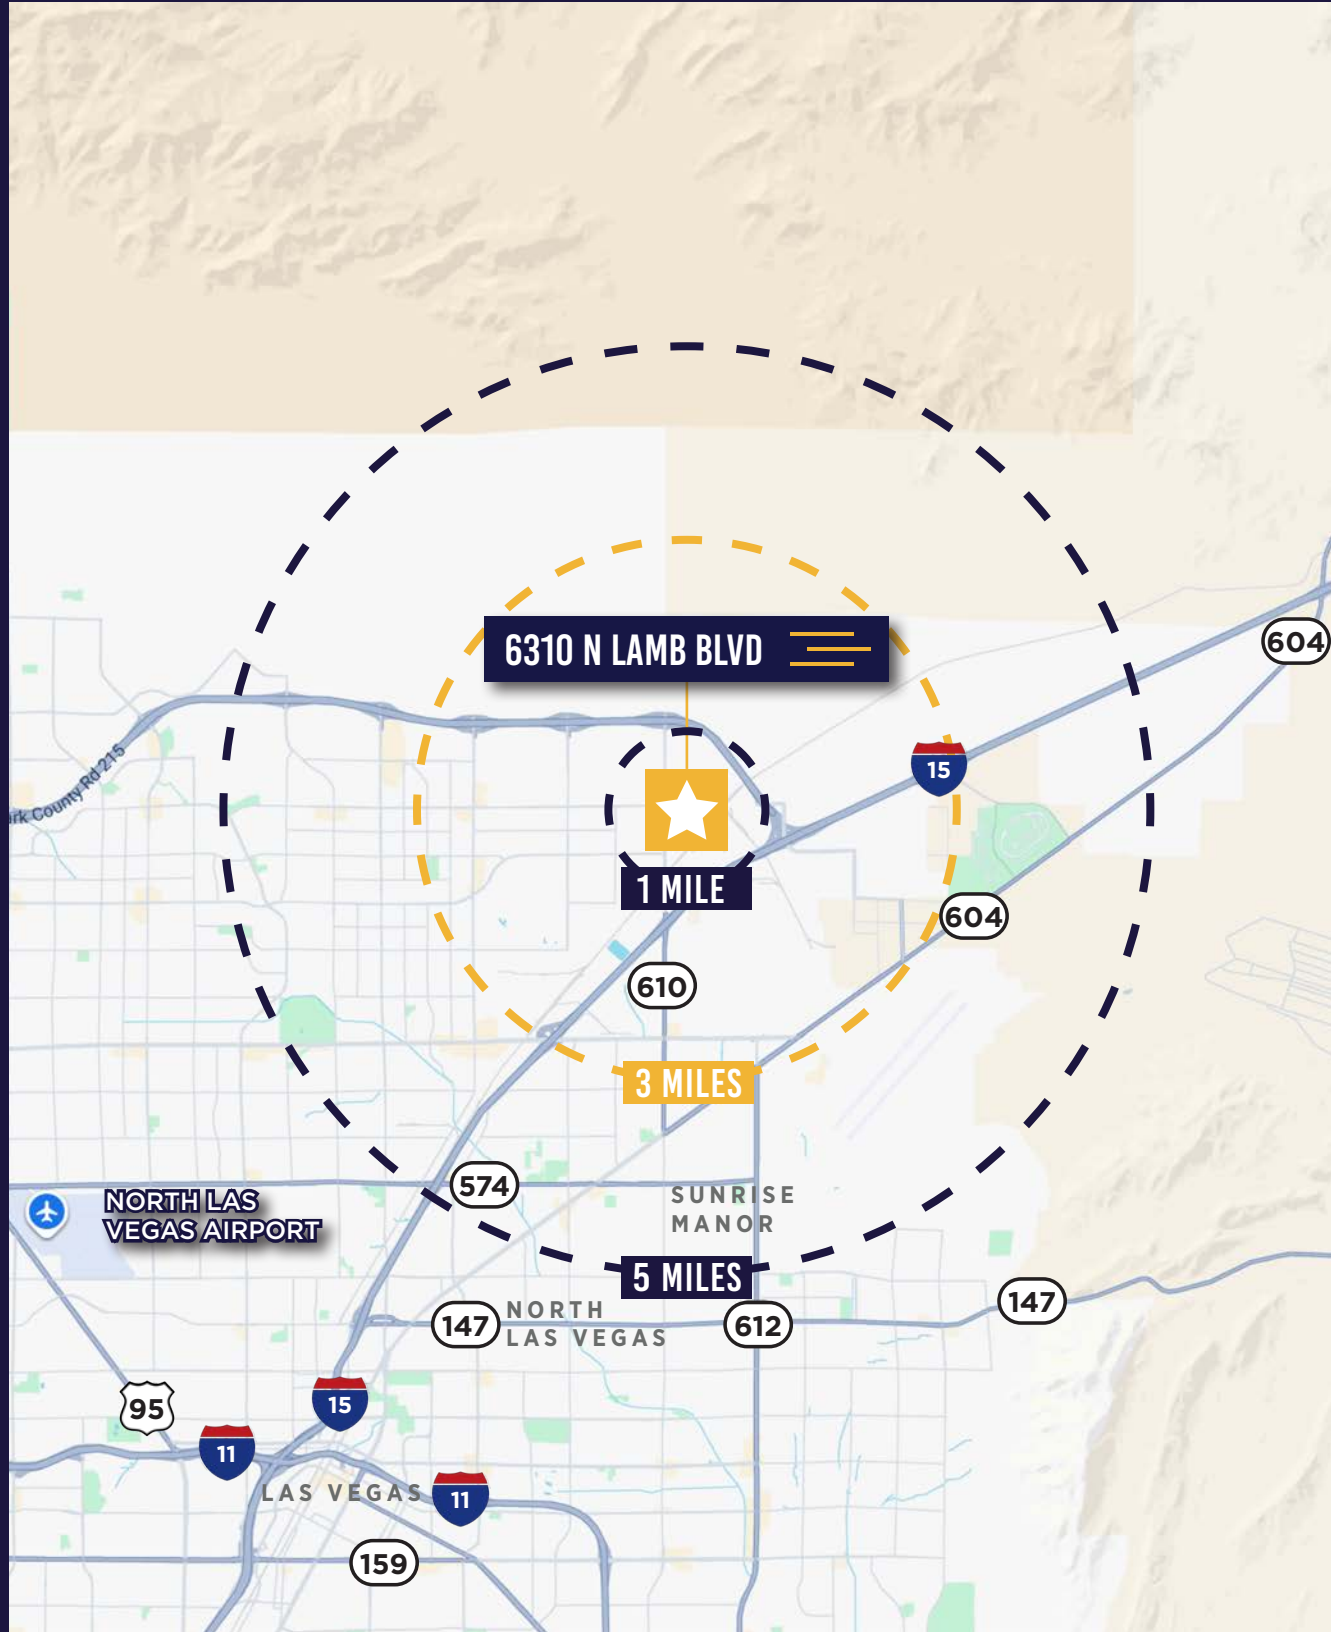 604
6310 N LAMB BLVD
15
rk County Rd 215
1 MILE
604
610
3 MILES
574
SUNRISE
MANOR
NORTH LAS
VEGAS AIRPORT
5 MILES
147
147
NORTH
LAS VEGAS
612
95
15
11
LAS VEGAS
11
159